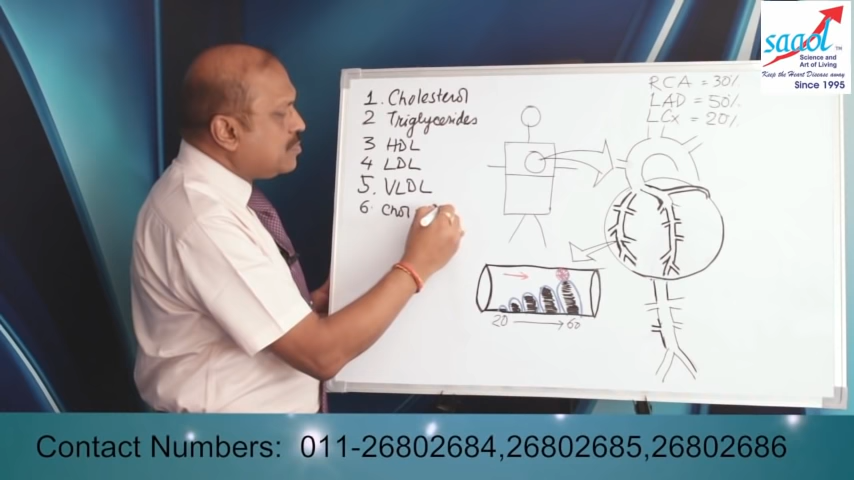 saaol TM
Science and
Art of Living
Keep the Heart Disease away
Since 1995
RCA = 30%
LAD = 50%
LCx = 20%
1. Cholesterol
2 Triglycerides
3 HDL
4 LDL
5. VLDL
6. Chol
20 → 60
Contact Numbers: 011-26802684,26802685,26802686